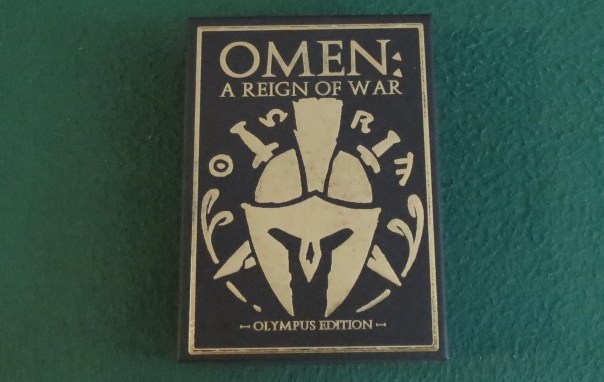 OMEN:
A REIGN OF WAR
OLYMPUS EDITION